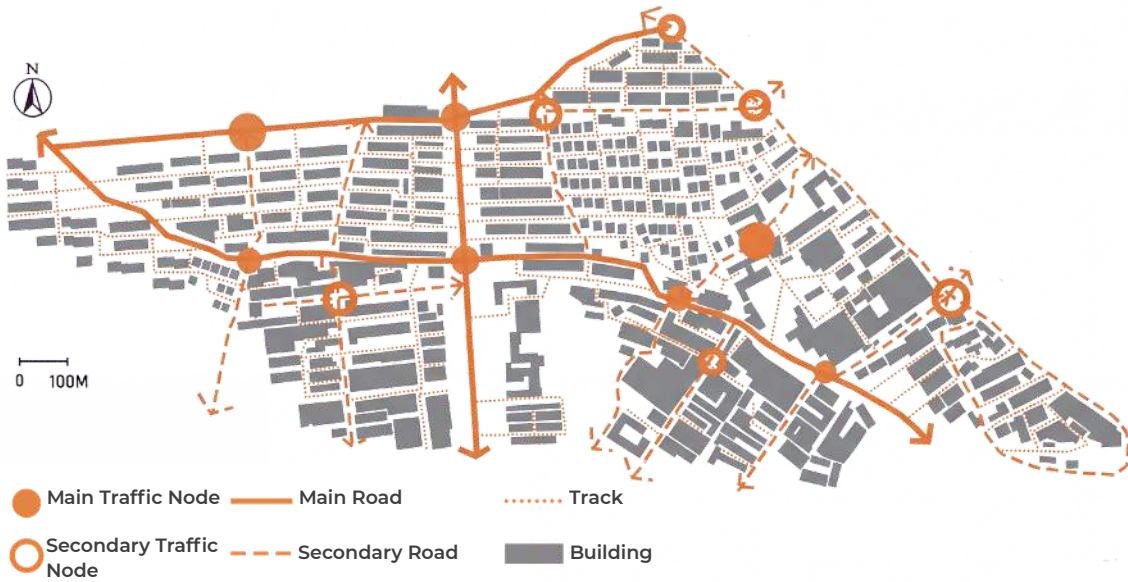 N
0 100M
Main Traffic Node
Main Road
Track
Secondary Traffic
Node
Secondary Road
Building